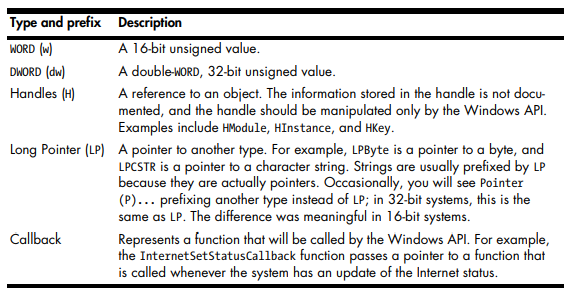 Type and prefix Description
WORD (w) A 16-bit unsigned value.
DWORD (dw) A double-WORD, 32-bit unsigned value.
Handles (H) A reference to an object. The information stored in the handle is not docu-
mented, and the handle should be manipulated only by the Windows API.
Examples include HModule, HInstance, and HKey.
Long Pointer (LP) A pointer to another type. For example, LPByte is a pointer to a byte, and
LPCSTR is a pointer to a character string. Strings are usually prefixed by LP
because they are actually pointers. Occasionally, you will see Pointer
(P)... prefixing another type instead of LP; in 32-bit systems, this is the
same as LP. The difference was meaningful in 16-bit systems.
Callback Represents a function that will be called by the Windows API. For example,
the InternetSetStatusCallback function passes a pointer to a function that
is called whenever the system has an update of the Internet status.